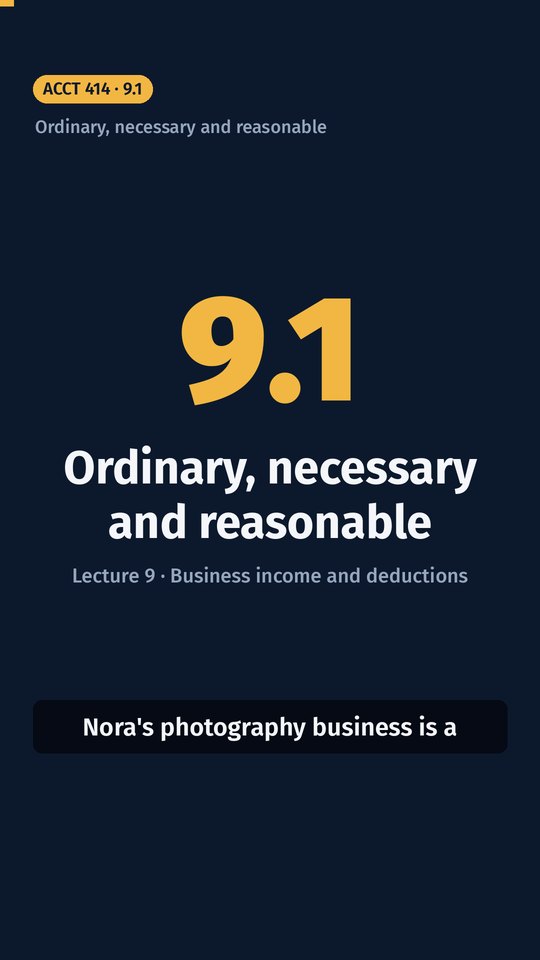 ACCT 414 · 9.1
Ordinary, necessary and reasonable
9.1
Ordinary, necessary
and reasonable
Lecture 9 · Business income and deductions
Nora's photography business is a